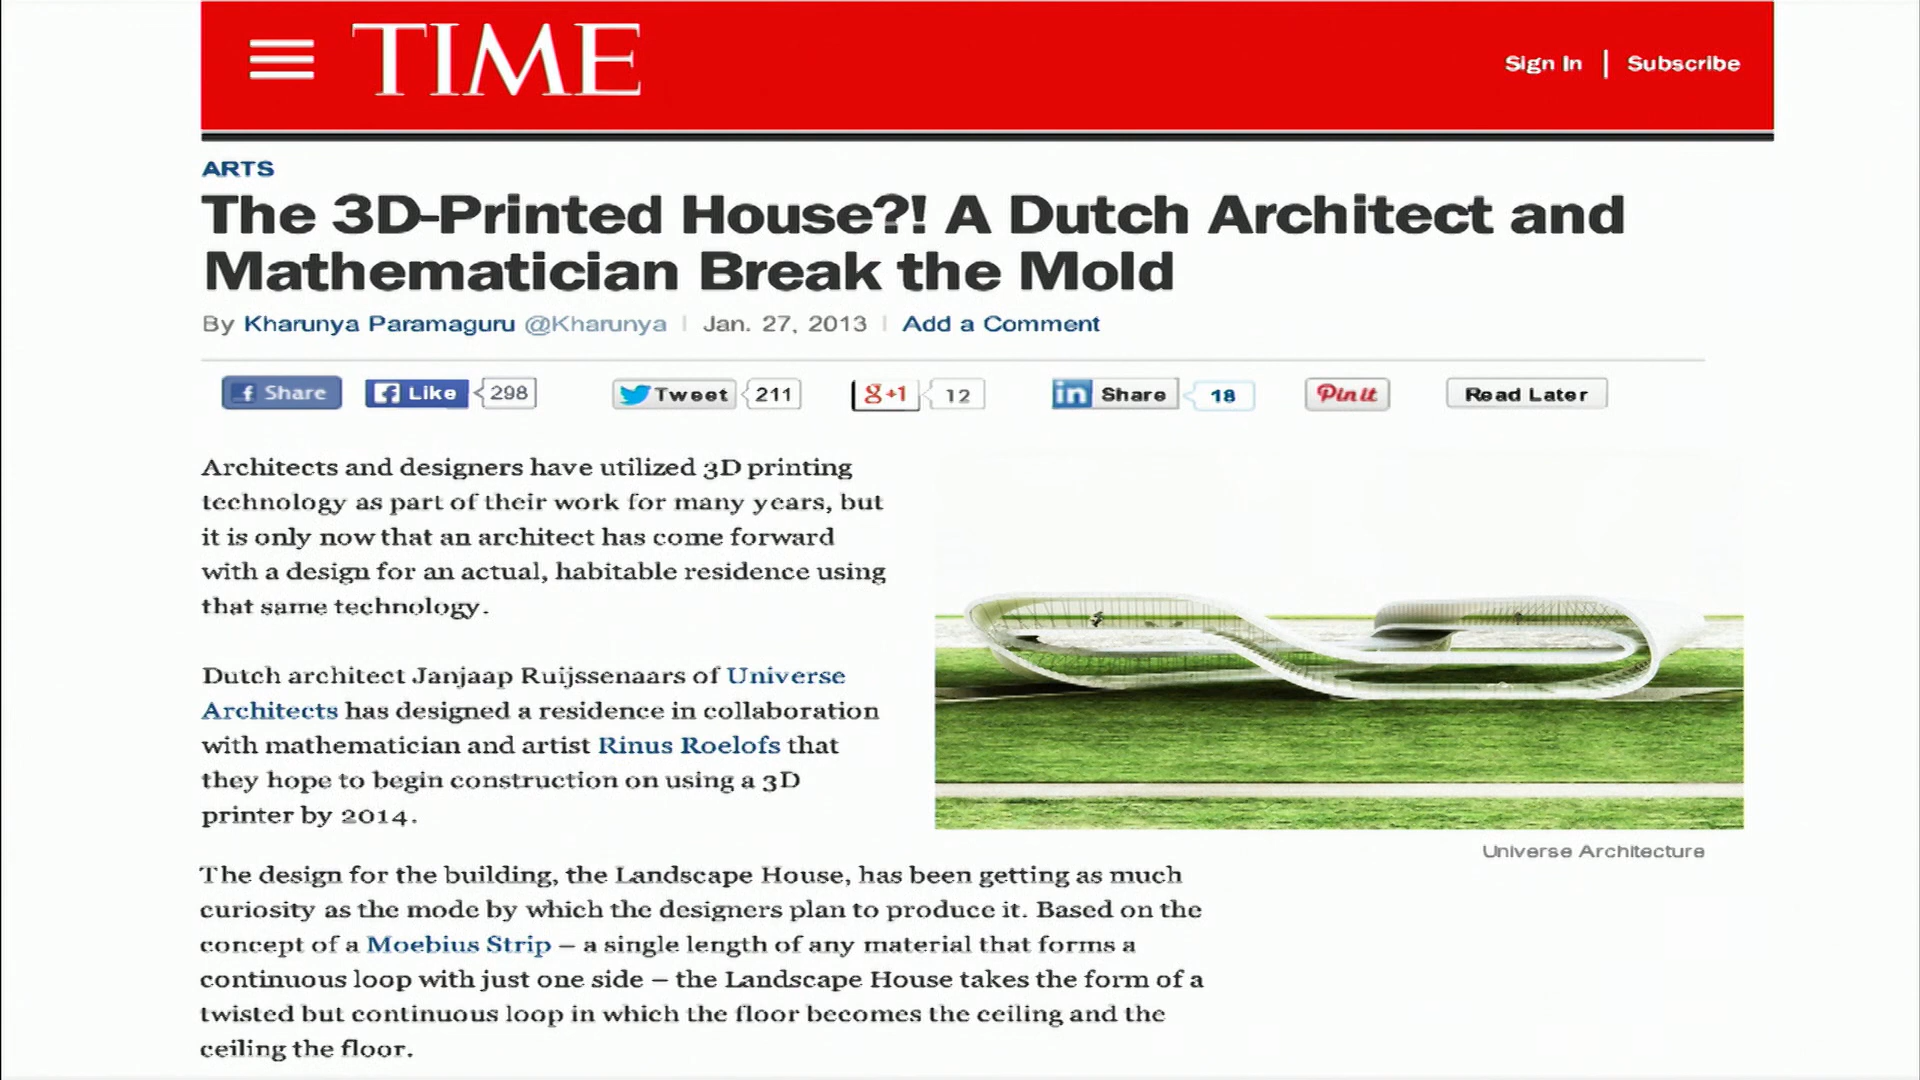 TIME
Sign In | Subscribe
ARTS
The 3D-Printed House?! A Dutch Architect and
Mathematician Break the Mold
By Kharunya Paramaguru @Kharunya | Jan. 27, 2013 | Add a Comment
f Share f Like 298 Tweet 211 g+1 12 in Share 18 Pin it Read Later
Architects and designers have utilized 3D printing
technology as part of their work for many years, but
it is only now that an architect has come forward
with a design for an actual, habitable residence using
that same technology.
Dutch architect Janjaap Ruijssenaars of Universe
Architects has designed a residence in collaboration
with mathematician and artist Rinus Roelofs that
they hope to begin construction on using a 3D
printer by 2014.
Universe Architecture
The design for the building, the Landscape House, has been getting as much
curiosity as the mode by which the designers plan to produce it. Based on the
concept of a Moebius Strip – a single length of any material that forms a
continuous loop with just one side – the Landscape House takes the form of a
twisted but continuous loop in which the floor becomes the ceiling and the
ceiling the floor.